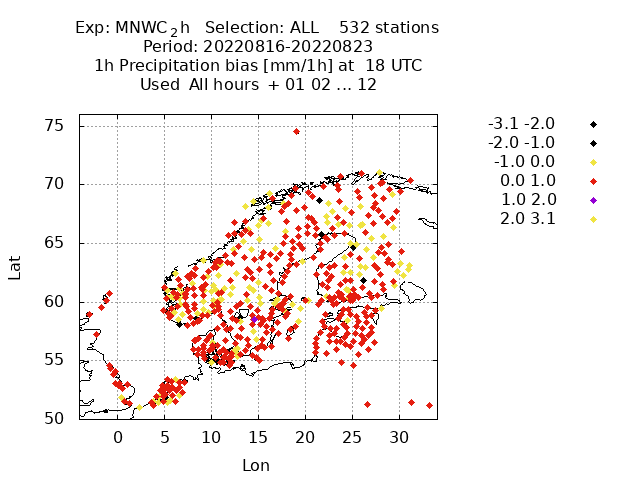 Exp: MNWC2h   Selection: ALL    532 stations
Period: 20220816-20220823
1h Precipitation bias [mm/1h] at  18 UTC
Used  All hours  + 01 02 ... 12
75
70
65
60
55
50
Lat
0 5 10 15 20 25 30
Lon
-3.1 -2.0
-2.0 -1.0
-1.0 0.0
0.0 1.0
1.0 2.0
2.0 3.1